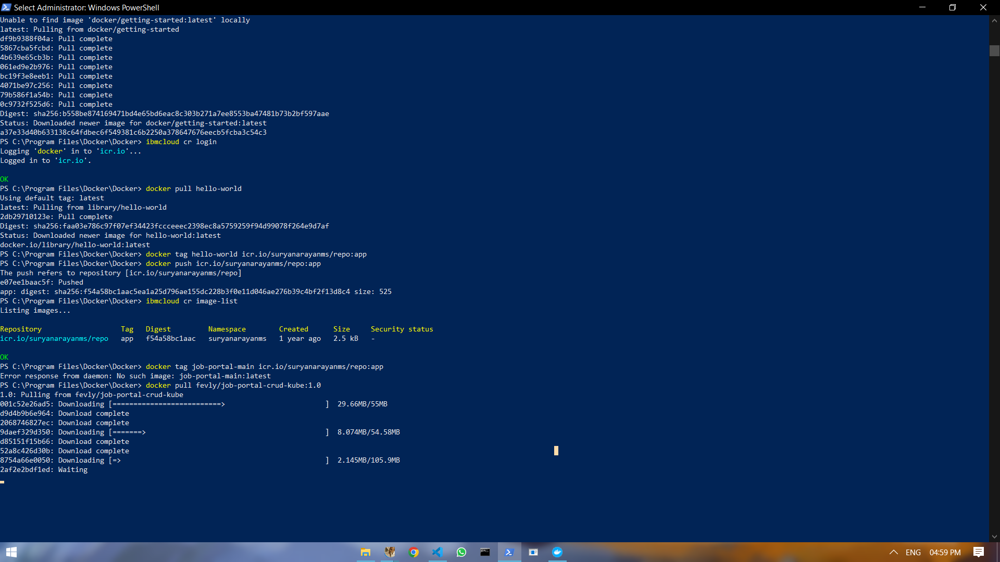 Select Administrator: Windows PowerShell
Unable to find image 'docker/getting-started:latest' locally
latest: Pulling from docker/getting-started
df9b9388f04a: Pull complete
5867cba5fcbd: Pull complete
4b639e65cb3b: Pull complete
061ed9e2b976: Pull complete
bc19f3e8eeb1: Pull complete
4071be97c256: Pull complete
79b586f1a54b: Pull complete
0c9732f525d6: Pull complete
Digest: sha256:b558be874169471bd4e65bd6eac8c303b271a7ee8553ba47481b73b2bf597aae
Status: Downloaded newer image for docker/getting-started:latest
a37e33d40b633138c64fdbec6f549381c6b2250a378647676eecb5fcba3c54c3
PS C:\Program Files\Docker\Docker> ibmcloud cr login
Logging 'docker' in to 'icr.io'...
Logged in to 'icr.io'.
OK
PS C:\Program Files\Docker\Docker> docker pull hello-world
Using default tag: latest
latest: Pulling from library/hello-world
2db29710123e: Pull complete
Digest: sha256:faa03e786c97f07ef34423fccceeec2398ec8a5759259f94d99078f264e9d7af
Status: Downloaded newer image for hello-world:latest
docker.io/library/hello-world:latest
PS C:\Program Files\Docker\Docker> docker tag hello-world icr.io/suryanarayanms/repo:app
PS C:\Program Files\Docker\Docker> docker push icr.io/suryanarayanms/repo:app
The push refers to repository [icr.io/suryanarayanms/repo]
e07ee1baac5f: Pushed
app: digest: sha256:f54a58bc1aac5ea1a25d796ae155dc228b3f0e11d046ae276b39c4bf2f13d8c4 size: 525
PS C:\Program Files\Docker\Docker> ibmcloud cr image-list
Listing images...
Repository Tag Digest Namespace Created Size Security status
icr.io/suryanarayanms/repo app f54a58bc1aac suryanarayanms 1 year ago 2.5 kB -
OK
PS C:\Program Files\Docker\Docker> docker tag job-portal-main icr.io/suryanarayanms/repo:app
Error response from daemon: No such image: job-portal-main:latest
PS C:\Program Files\Docker\Docker> docker pull fevly/job-portal-crud-kube:1.0
1.0: Pulling from fevly/job-portal-crud-kube
001c52e26ad5: Downloading [==========================> ] 29.66MB/55MB
d9d4b9b6e964: Download complete
2068746827ec: Download complete
9daef329d350: Downloading [=======> ] 8.074MB/54.58MB
d85151f15b66: Download complete
52a8c426d30b: Download complete
8754a66e0050: Downloading [=> ] 2.145MB/105.9MB
2af2e2bdf1ed: Waiting
ENG 04:59 PM